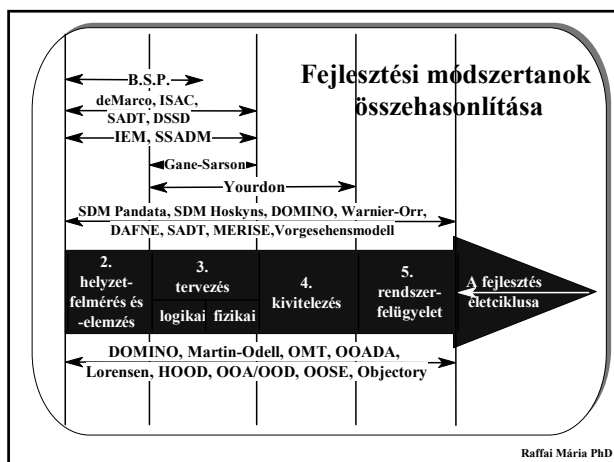 Fejlesztési módszertanok
összehasonlítása
B.S.P.
deMarco, ISAC,
SADT, DSSD
IEM, SSADM
Gane-Sarson
Yourdon
SDM Pandata, SDM Hoskyns, DOMINO, Warnier-Orr,
DAFNE, SADT, MERISE,Vorgesehensmodell
2.
helyzet-
felmérés és
-elemzés
3.
tervezés
logikai
fizikai
4.
kivitelezés
5.
rendszer-
felügyelet
A fejlesztés
életciklusa
DOMINO, Martin-Odell, OMT, OOADA,
Lorensen, HOOD, OOA/OOD, OOSE, Objectory
Raffai Mária PhD